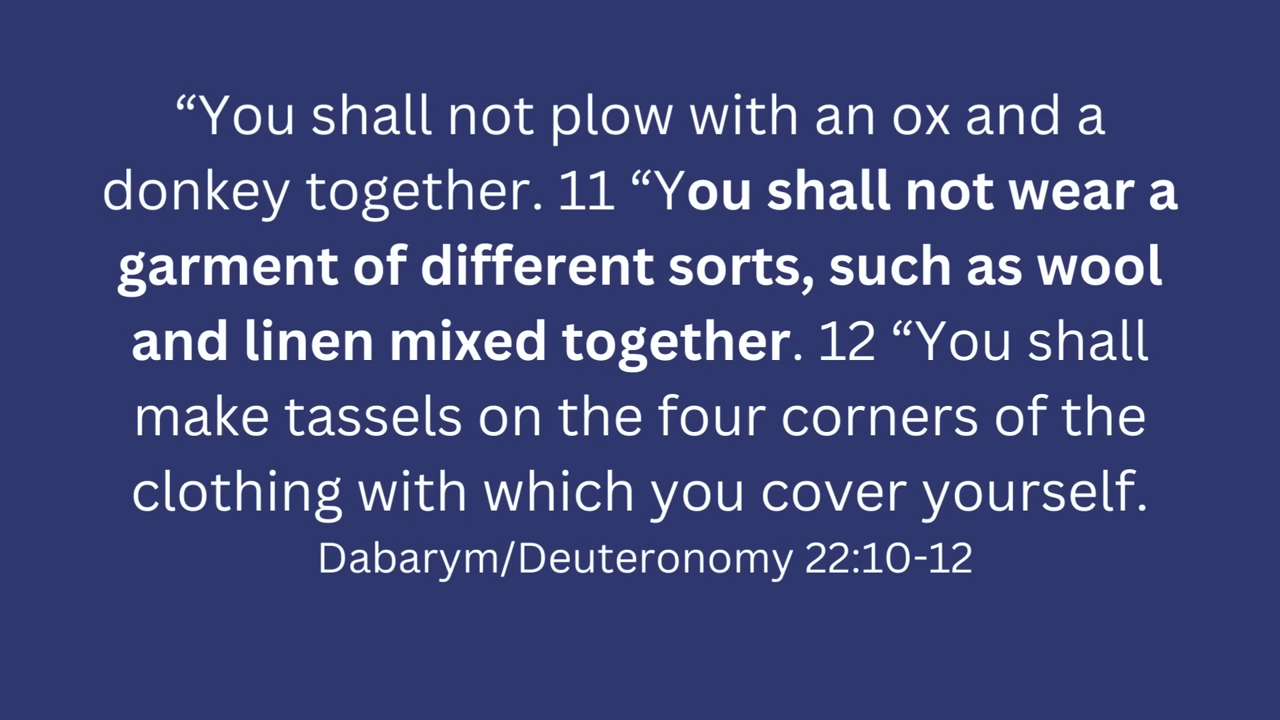 “You shall not plow with an ox and a
donkey together. 11 “You shall not wear a
garment of different sorts, such as wool
and linen mixed together. 12 “You shall
make tassels on the four corners of the
clothing with which you cover yourself.
Dabarym/Deuteronomy 22:10-12